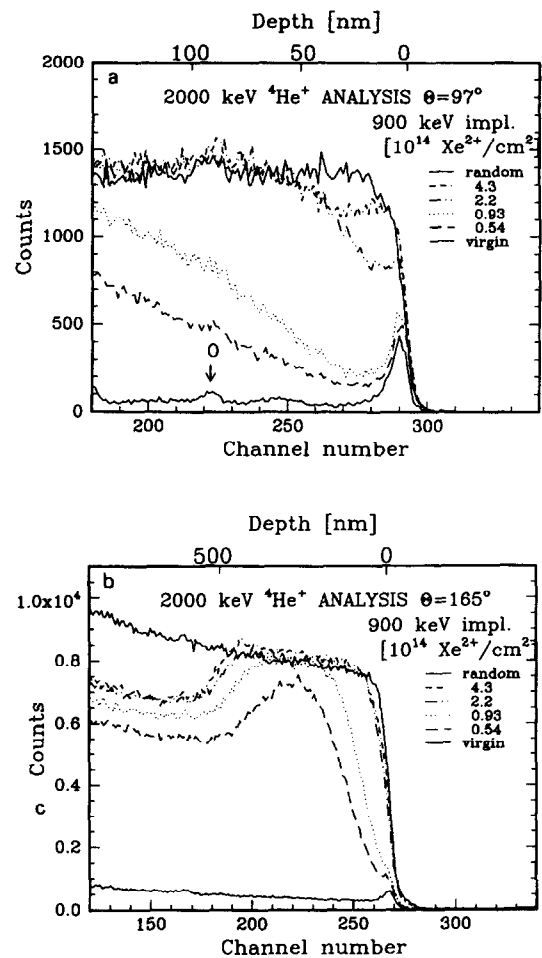 Depth [nm]
100 50 0
2000
a
2000 keV ⁴He⁺ ANALYSIS Θ=97°
900 keV impl.
[10¹⁴ Xe²⁺/cm²
random
4.3
2.2
0.93
0.54
virgin
1500
1000
500
0
Counts
O
200 250 300
Channel number
Depth [nm]
500 0
b
1.0x10⁴
2000 keV ⁴He⁺ ANALYSIS Θ=165°
900 keV impl.
[10¹⁴ Xe²⁺/cm²
random
4.3
2.2
0.93
0.54
virgin
0.8
0.6
0.4
0.2
0.0
Counts
c
150 200 250 300
Channel number